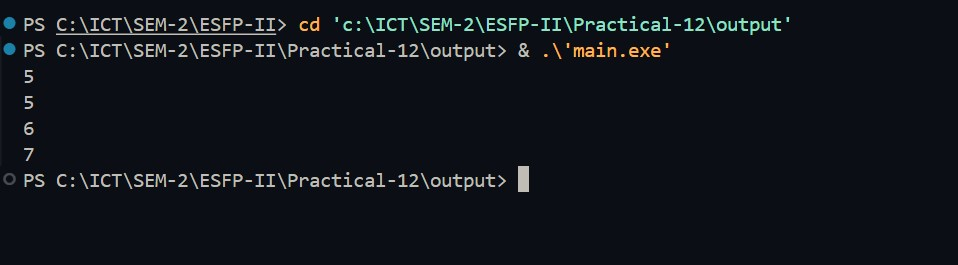 PS C:\ICT\SEM-2\ESFP-II> cd 'c:\ICT\SEM-2\ESFP-II\Practical-12\output'
PS C:\ICT\SEM-2\ESFP-II\Practical-12\output> & .\'main.exe'
5
5
6
7
PS C:\ICT\SEM-2\ESFP-II\Practical-12\output>